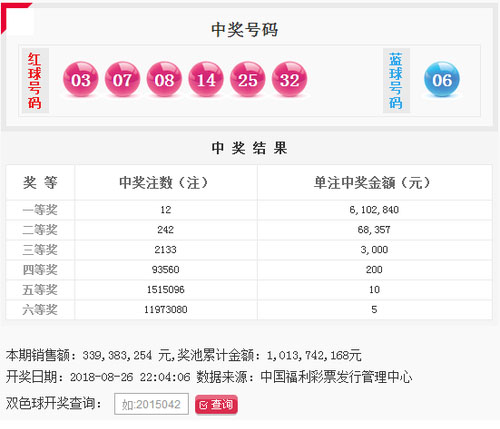 中奖号码
红球号码 03 07 08 14 25 32 蓝球号码 06
中 奖 结 果
奖 等 中奖注数（注） 单注中奖金额（元）
一等奖 12 6,102,840
二等奖 242 68,357
三等奖 2133 3,000
四等奖 93560 200
五等奖 1515096 10
六等奖 11973080 5
本期销售额：339,383,254 元,奖池累计金额：1,013,742,168元
开奖日期：2018-08-26 22:04:06 数据来源：中国福利彩票发行管理中心
双色球开奖查询： 如:2015042 查询